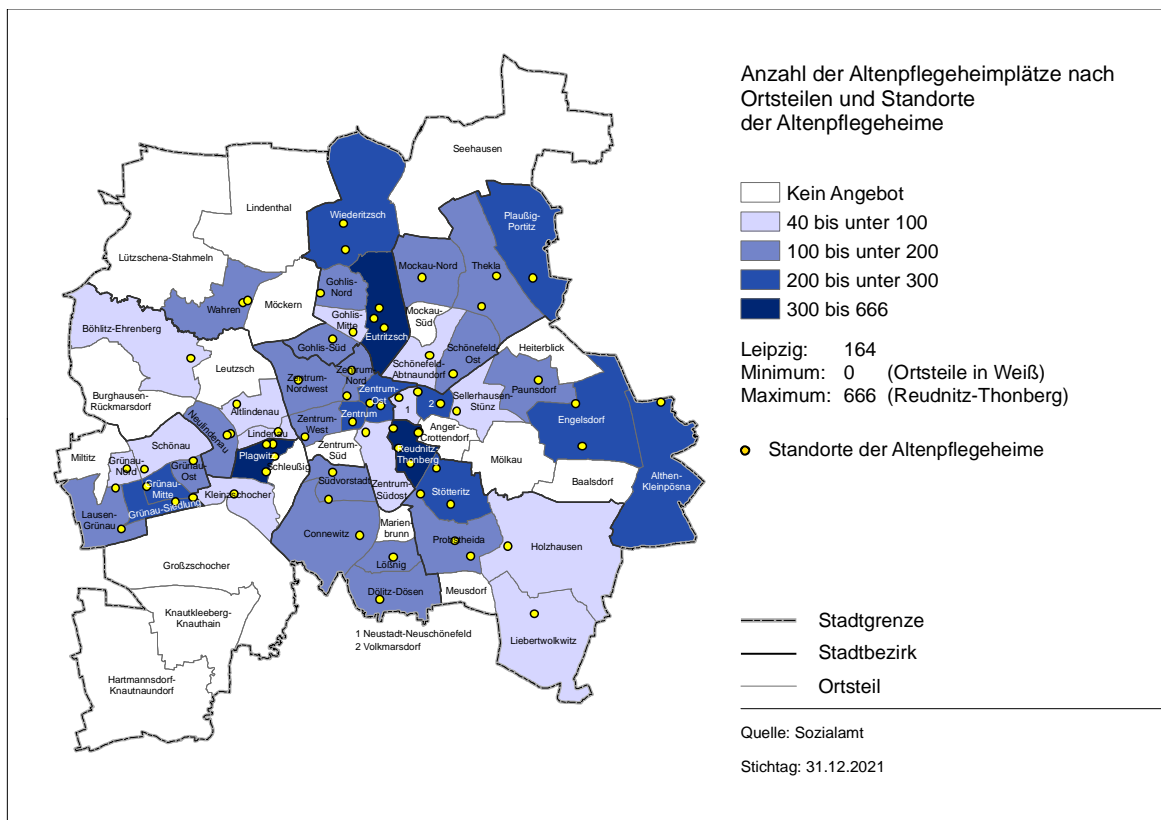 Anzahl der Altenpflegeheimplätze nach
Ortsteilen und Standorte
der Altenpflegeheime
Kein Angebot
40 bis unter 100
100 bis unter 200
200 bis unter 300
300 bis 666
Leipzig: 164
Minimum: 0 (Ortsteile in Weiß)
Maximum: 666 (Reudnitz-Thonberg)
Standorte der Altenpflegeheime
Seehausen
Lindenthal
Wiederitzsch
Plaußig-
Portitz
Lützschena-Stahmeln
Mockau-Nord
Thekla
Gohlis-
Nord
Wahren
Möckern
Mockau-
Süd
Gohlis-
Mitte
Böhlitz-Ehrenberg
Eutritzsch
Gohlis-Süd
Schönefeld-
Ost
Heiterblick
Schönefeld-
Abtnaundorf
Leutzsch
Zentrum-
Nordwest
Zentrum-
Nord
Paunsdorf
Burghausen-
Rückmarsdorf
Zentrum-
Ost
Sellerhausen-
Stünz
1
2
Altlindenau
Neulindenau
Zentrum-
West
Zentrum
Engelsdorf
Anger-
Crottendorf
Lindenau
Schönau
Zentrum-
Süd
Reudnitz-
Thonberg
Mölkau
Miltitz
Grünau-
Nord
Plagwitz
Schleußig
Grünau-
Ost
Grünau-
Mitte
Südvorstadt
Zentrum-
Südost
Baalsdorf
Althen-
Kleinpösna
Kleinzschocher
Stötteritz
Grünau-Siedlung
Lausen-
Grünau
Marien-
brunn
Connewitz
Probstheida
Holzhausen
Großzschocher
Lößnig
Dölitz-Dösen
Meusdorf
Knautkleeberg-
Knauthain
Liebertwolkwitz
1 Neustadt-Neuschönefeld
2 Volkmarsdorf
Hartmannsdorf-
Knautnaundorf
Stadtgrenze
Stadtbezirk
Ortsteil
Quelle: Sozialamt
Stichtag: 31.12.2021